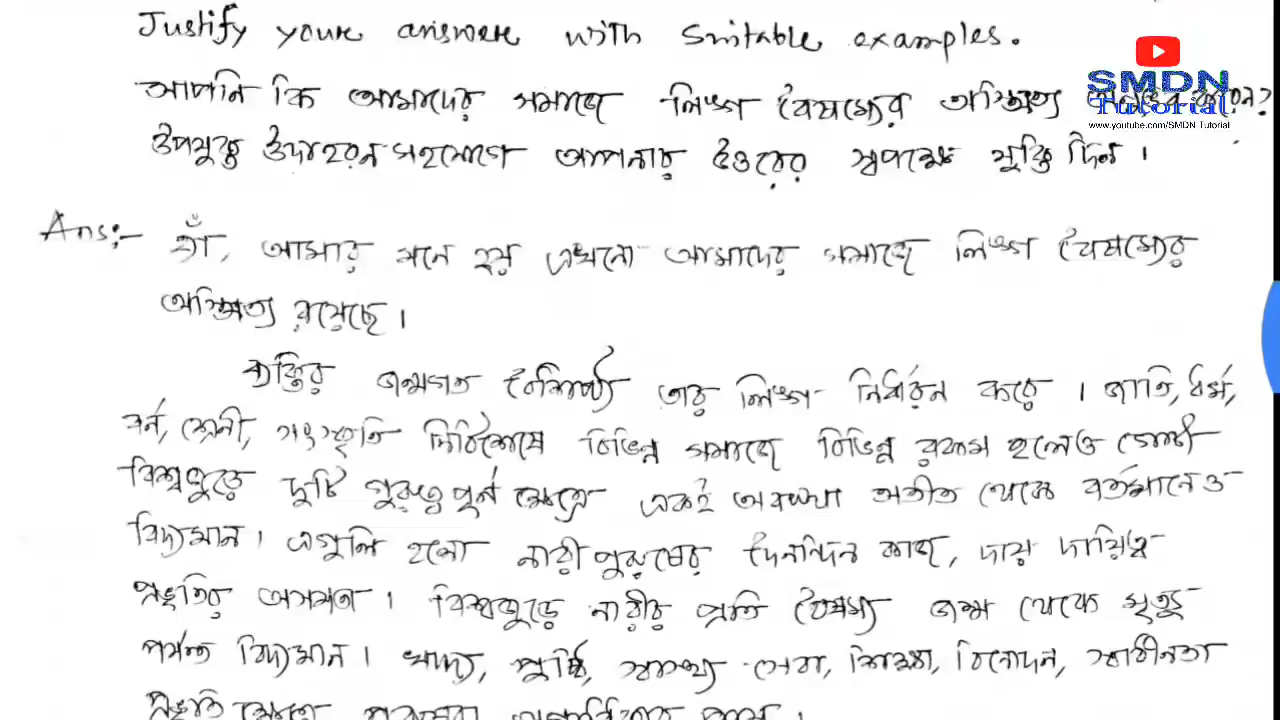 Justify your answer with suitable examples.
SMDN
Tutorial
www.youtube.com/SMDN Tutorial
আপনি কি আমাদের সমাজে লিঙ্গ বৈষম্যের অস্তিত্ব
উপযুক্ত উদাহরন সহযোগে আপনার উত্তরের স্বপক্ষে যুক্তি দিন।
Ans:- হ্যাঁ, আমার মনে হয় এখনো আমাদের সমাজে লিঙ্গ বৈষম্যের
অস্তিত্ব রয়েছে।
ব্যক্তির জন্মগত বৈশিষ্ট্য তার লিঙ্গ নির্ধারন করে। জাতি, ধর্ম,
বর্ন, শ্রেনী, সংস্কৃতি নির্বিশেষে বিভিন্ন সমাজে বিভিন্ন রকম হলেও গোটা
বিশ্বজুড়ে দুটি গুরুত্বপূর্ন ক্ষেত্রে একই অবস্থা অতীত থেকে বর্তমানেও
বিদ্যমান। এগুলি হলো নারী পুরুষের দৈনন্দিন কাজ, দায় দায়িত্ব
প্রভৃতির অসমতা। বিশ্বজুড়ে নারীর প্রতি বৈষম্য জন্ম থেকে মৃত্যু
পর্যন্ত বিদ্যমান। খাদ্য, পুষ্টি, স্বাস্থ্য সেবা, শিক্ষা, বিনোদন, স্বাধীনতা
প্রভৃতি ক্ষেত্রে পুরুষেরা